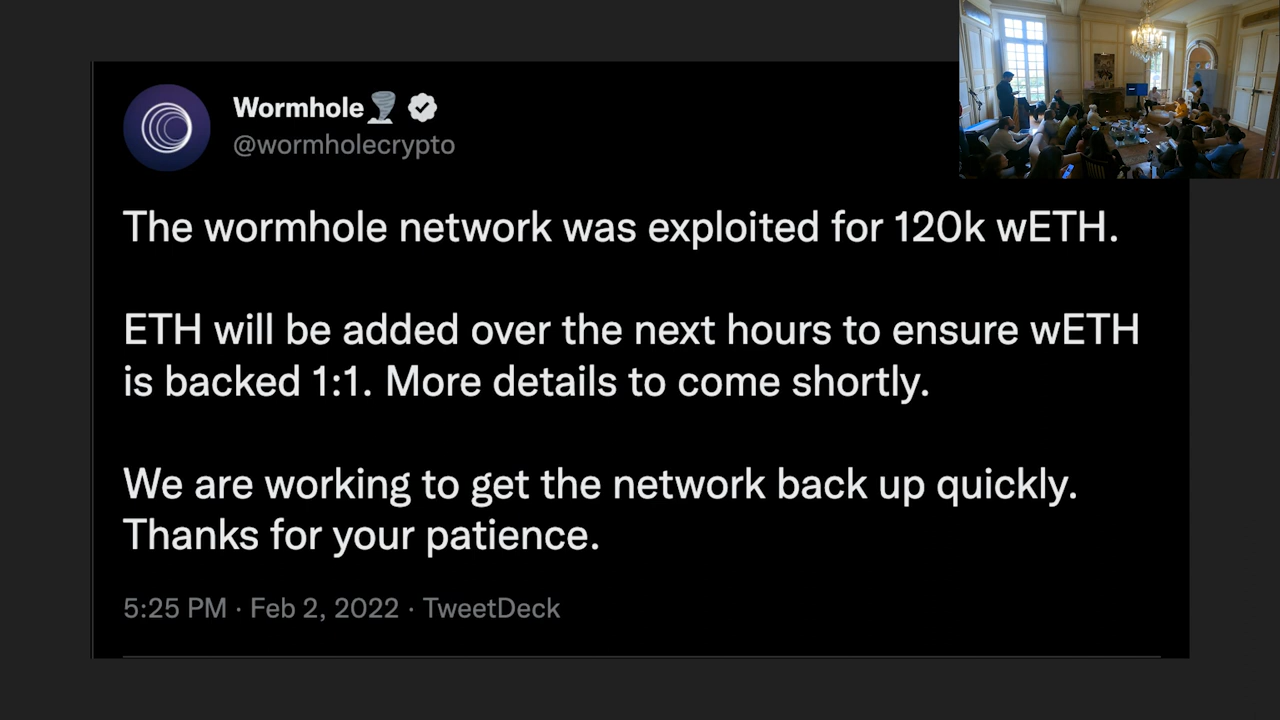 Wormhole
@wormholecrypto
The wormhole network was exploited for 120k wETH.
ETH will be added over the next hours to ensure wETH
is backed 1:1. More details to come shortly.
We are working to get the network back up quickly.
Thanks for your patience.
5:25 PM · Feb 2, 2022 · TweetDeck